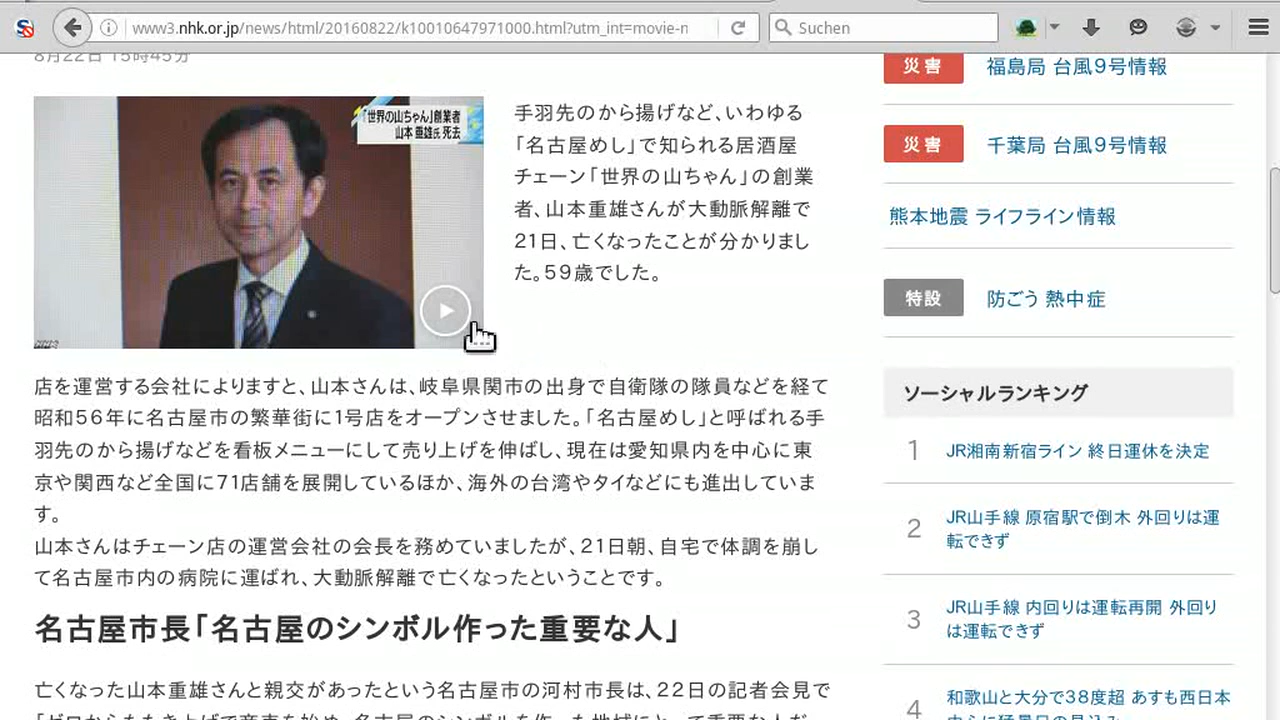 www3.nhk.or.jp/news/html/20160822/k10010647971000.html?utm_int=movie-n
Suchen
8月22日 15時45分
「世界の山ちゃん」創業者
山本 重雄氏 死去
手羽先のから揚げなど、いわゆる
「名古屋めし」で知られる居酒屋
チェーン「世界の山ちゃん」の創業
者、山本重雄さんが大動脈解離で
21日、亡くなったことが分かりまし
た。59歳でした。
店を運営する会社によりますと、山本さんは、岐阜県関市の出身で自衛隊の隊員などを経て
昭和56年に名古屋市の繁華街に1号店をオープンさせました。「名古屋めし」と呼ばれる手
羽先のから揚げなどを看板メニューにして売り上げを伸ばし、現在は愛知県内を中心に東
京や関西など全国に71店舗を展開しているほか、海外の台湾やタイなどにも進出していま
す。
山本さんはチェーン店の運営会社の会長を務めていましたが、21日朝、自宅で体調を崩し
て名古屋市内の病院に運ばれ、大動脈解離で亡くなったということです。
名古屋市長「名古屋のシンボル作った重要な人」
亡くなった山本重雄さんと親交があったという名古屋市の河村市長は、22日の記者会見で
災害 福島局 台風9号情報
災害 千葉局 台風9号情報
熊本地震 ライフライン情報
特設 防ごう 熱中症
ソーシャルランキング
1 JR湘南新宿ライン 終日運休を決定
2 JR山手線 原宿駅で倒木 外回りは運
転できず
3 JR山手線 内回りは運転再開 外回り
は運転できず
4 和歌山と大分で38度超 あすも西日本